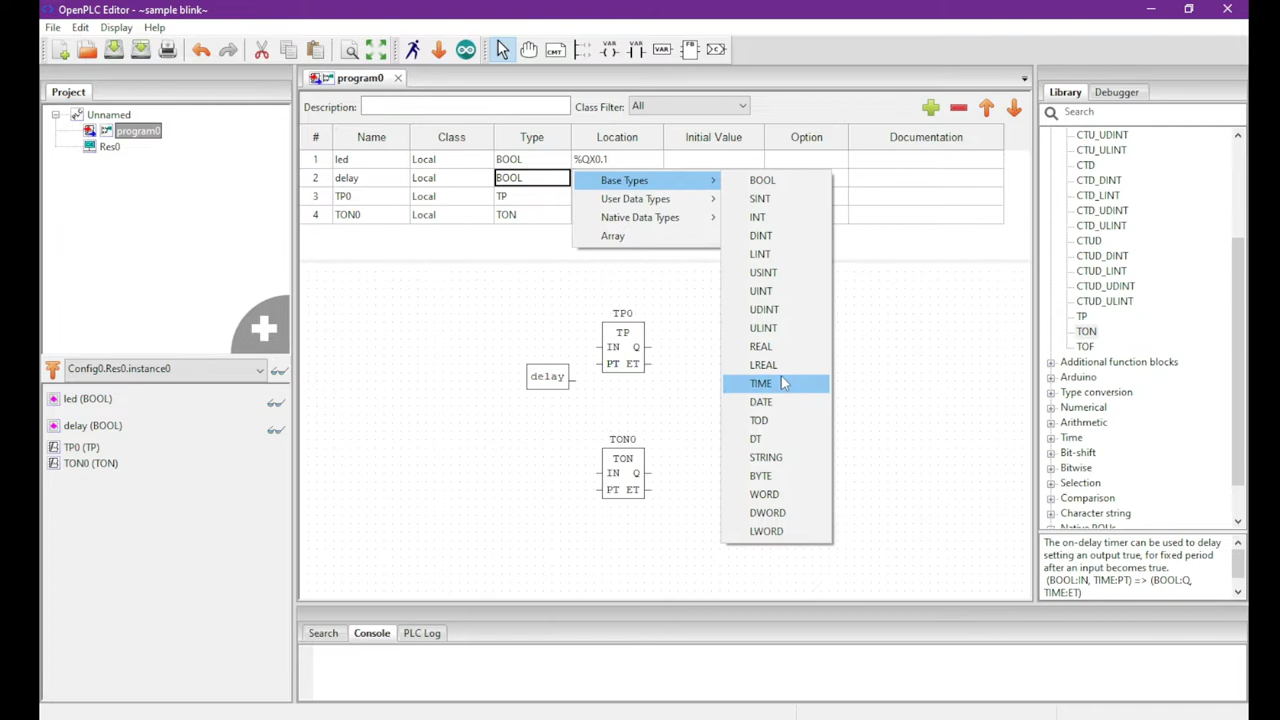 OpenPLC Editor - ~sample blink~
File Edit Display Help
CMT VAR VAR VAR FB
Project
Unnamed
program0
Res0
Config0.Res0.instance0
led (BOOL)
delay (BOOL)
TP0 (TP)
TON0 (TON)
program0
Description: Class Filter: All
# Name Class Type Location Initial Value Option Documentation
1 led Local BOOL %QX0.1
2 delay Local BOOL
3 TP0 Local TP
4 TON0 Local TON
Base Types
User Data Types
Native Data Types
Array
BOOL
SINT
INT
DINT
LINT
USINT
UINT
UDINT
ULINT
REAL
LREAL
TIME
DATE
TOD
DT
STRING
BYTE
WORD
DWORD
LWORD
TP0
TP
IN Q
PT ET
delay
TON0
TON
IN Q
PT ET
Search Console PLC Log
Library Debugger
Search
CTU_UDINT
CTU_ULINT
CTD
CTD_DINT
CTD_LINT
CTD_UDINT
CTD_ULINT
CTUD
CTUD_DINT
CTUD_LINT
CTUD_UDINT
CTUD_ULINT
TP
TON
TOF
Additional function blocks
Arduino
Type conversion
Numerical
Arithmetic
Time
Bit-shift
Bitwise
Selection
Comparison
Character string
Native POUs
The on-delay timer can be used to delay
setting an output true, for fixed period
after an input becomes true.
(BOOL:IN, TIME:PT) => (BOOL:Q,
TIME:ET)